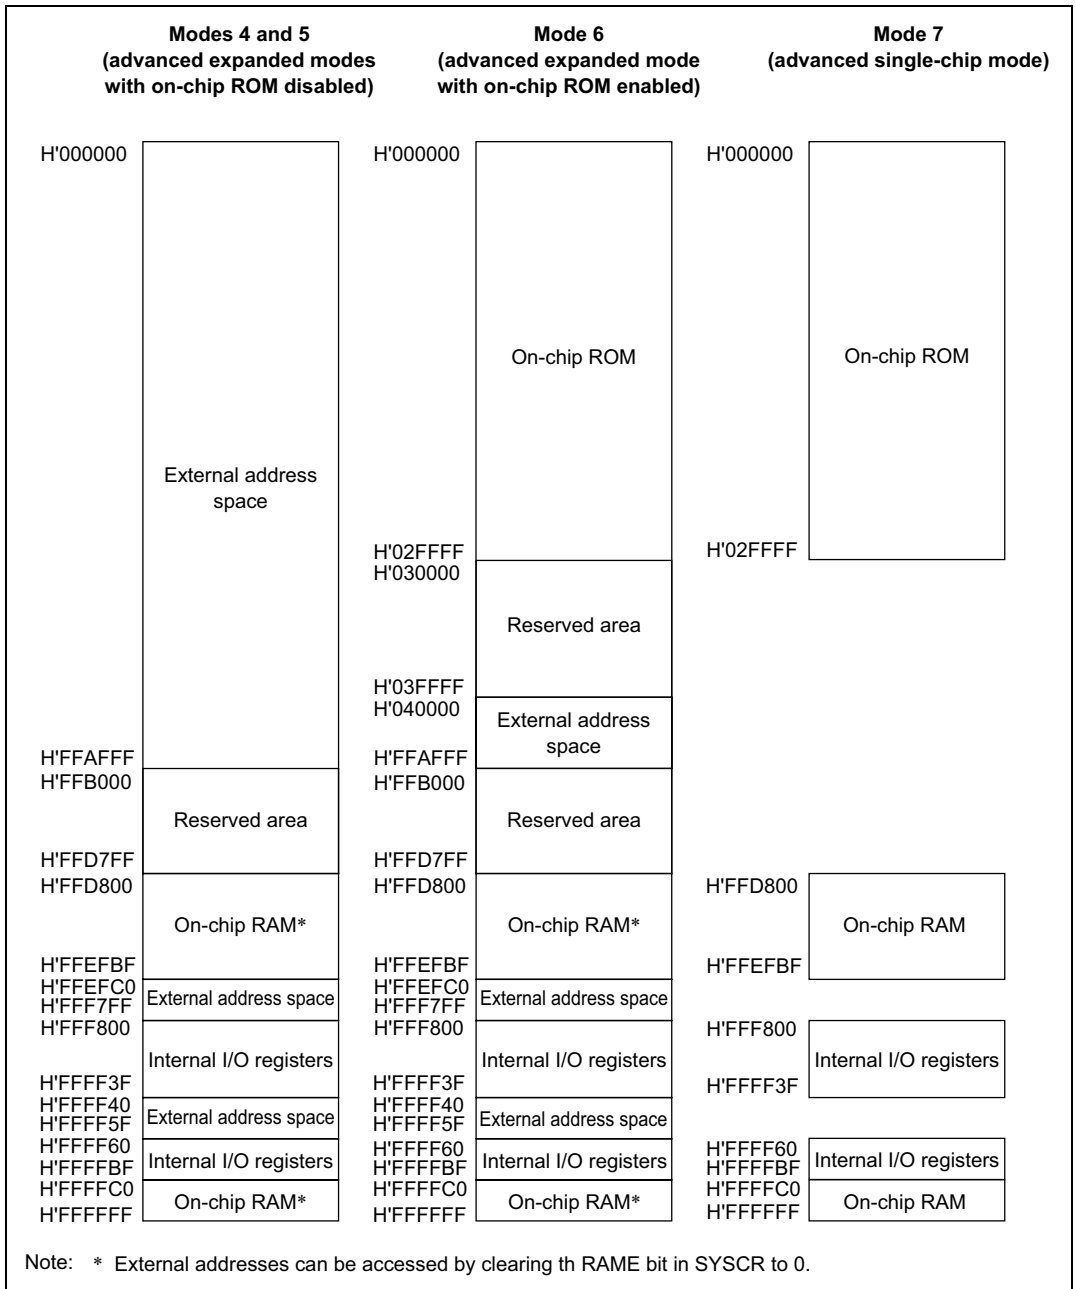 Modes 4 and 5
(advanced expanded modes
with on-chip ROM disabled)
Mode 6
(advanced expanded mode
with on-chip ROM enabled)
Mode 7
(advanced single-chip mode)
H'000000
External address
space
H'FFAFFF
H'FFB000
Reserved area
H'FFD7FF
H'FFD800
On-chip RAM*
H'FFEFBF
H'FFEFC0
External address space
H'FFF7FF
H'FFF800
Internal I/O registers
H'FFFF3F
H'FFFF40
External address space
H'FFFF5F
H'FFFF60
Internal I/O registers
H'FFFFBF
H'FFFFC0
On-chip RAM*
H'FFFFFF
H'000000
On-chip ROM
H'02FFFF
H'030000
Reserved area
H'03FFFF
H'040000
External address
space
H'FFAFFF
H'FFB000
Reserved area
H'FFD7FF
H'FFD800
On-chip RAM*
H'FFEFBF
H'FFEFC0
External address space
H'FFF7FF
H'FFF800
Internal I/O registers
H'FFFF3F
H'FFFF40
External address space
H'FFFF5F
H'FFFF60
Internal I/O registers
H'FFFFBF
H'FFFFC0
On-chip RAM*
H'FFFFFF
H'000000
On-chip ROM
H'02FFFF
H'FFD800
On-chip RAM
H'FFEFBF
H'FFF800
Internal I/O registers
H'FFFF3F
H'FFFF60
Internal I/O registers
H'FFFFBF
H'FFFFC0
On-chip RAM
H'FFFFFF
Note: * External addresses can be accessed by clearing th RAME bit in SYSCR to 0.